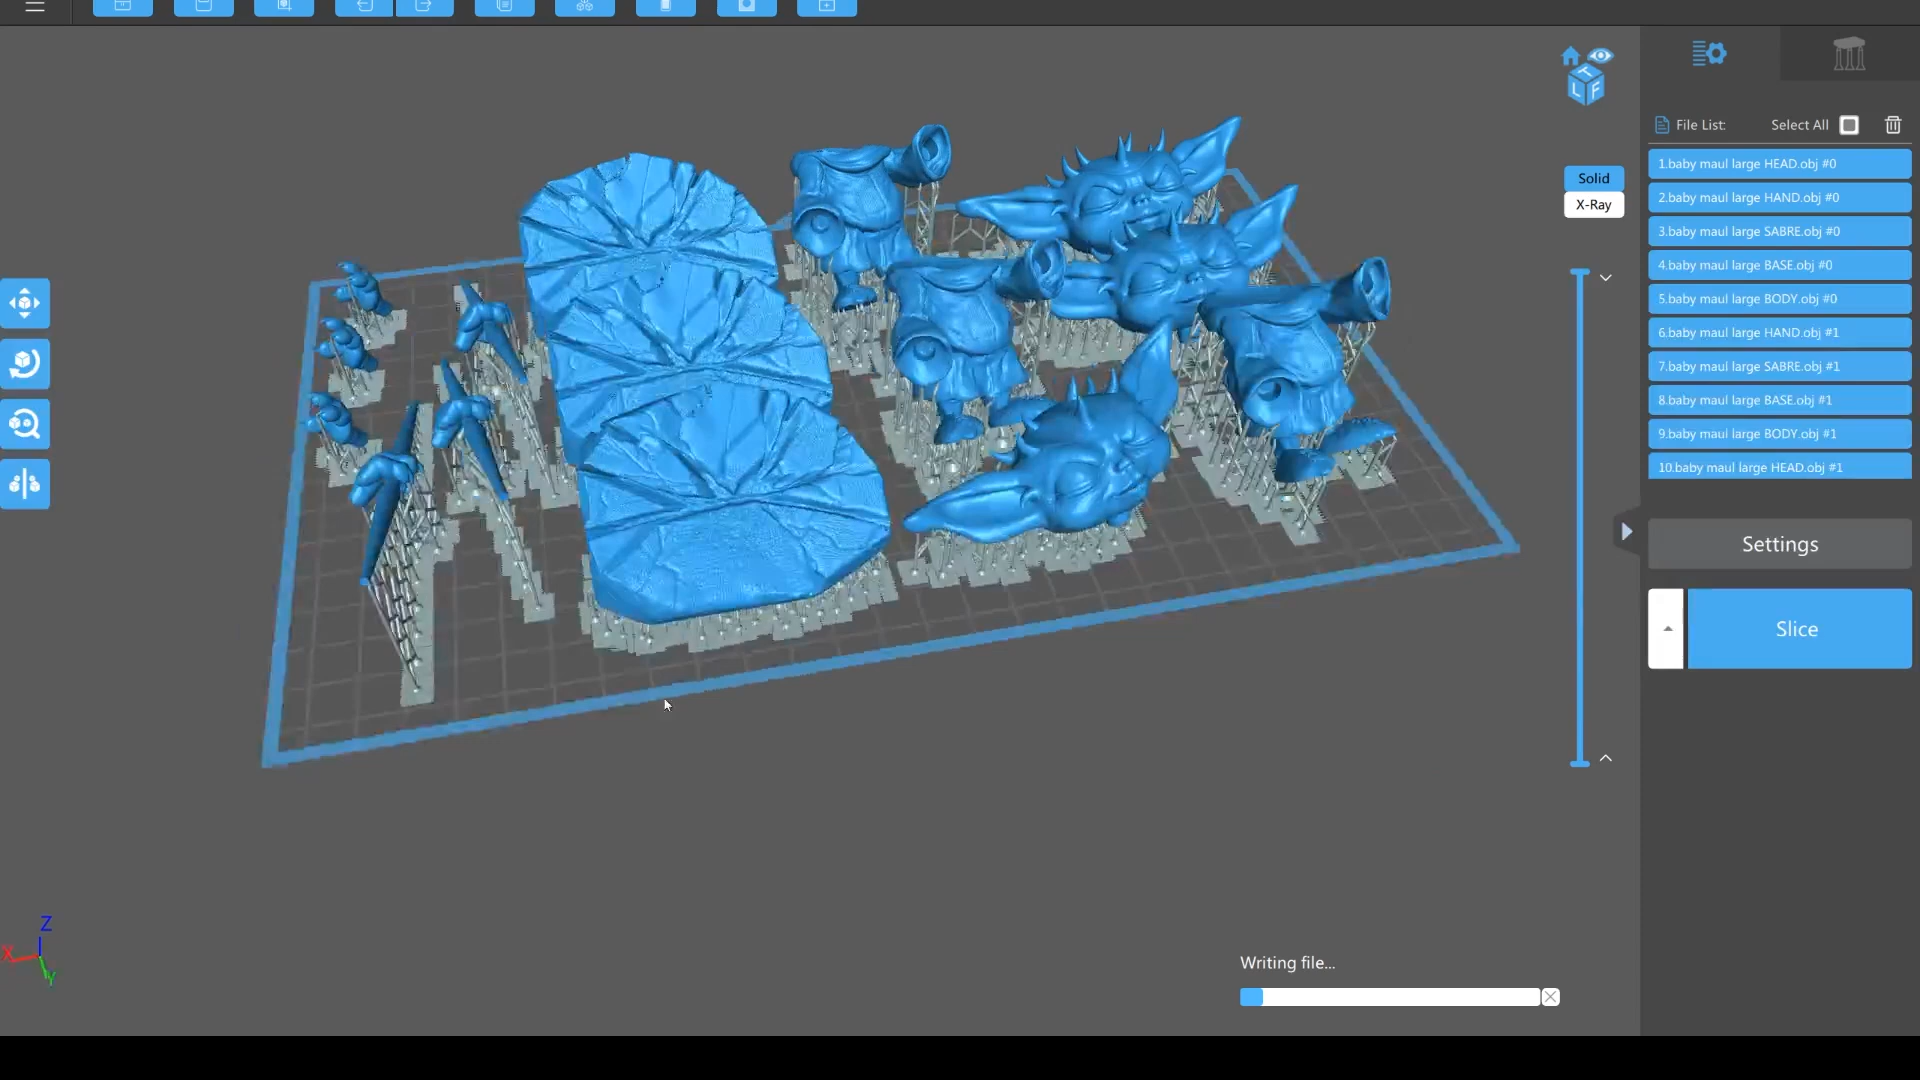 T
L F
File List: Select All
Solid
X-Ray
1.baby maul large HEAD.obj #0
2.baby maul large HAND.obj #0
3.baby maul large SABRE.obj #0
4.baby maul large BASE.obj #0
5.baby maul large BODY.obj #0
6.baby maul large HAND.obj #1
7.baby maul large SABRE.obj #1
8.baby maul large BASE.obj #1
9.baby maul large BODY.obj #1
10.baby maul large HEAD.obj #1
Settings
Slice
Z
X
Y
Writing file...